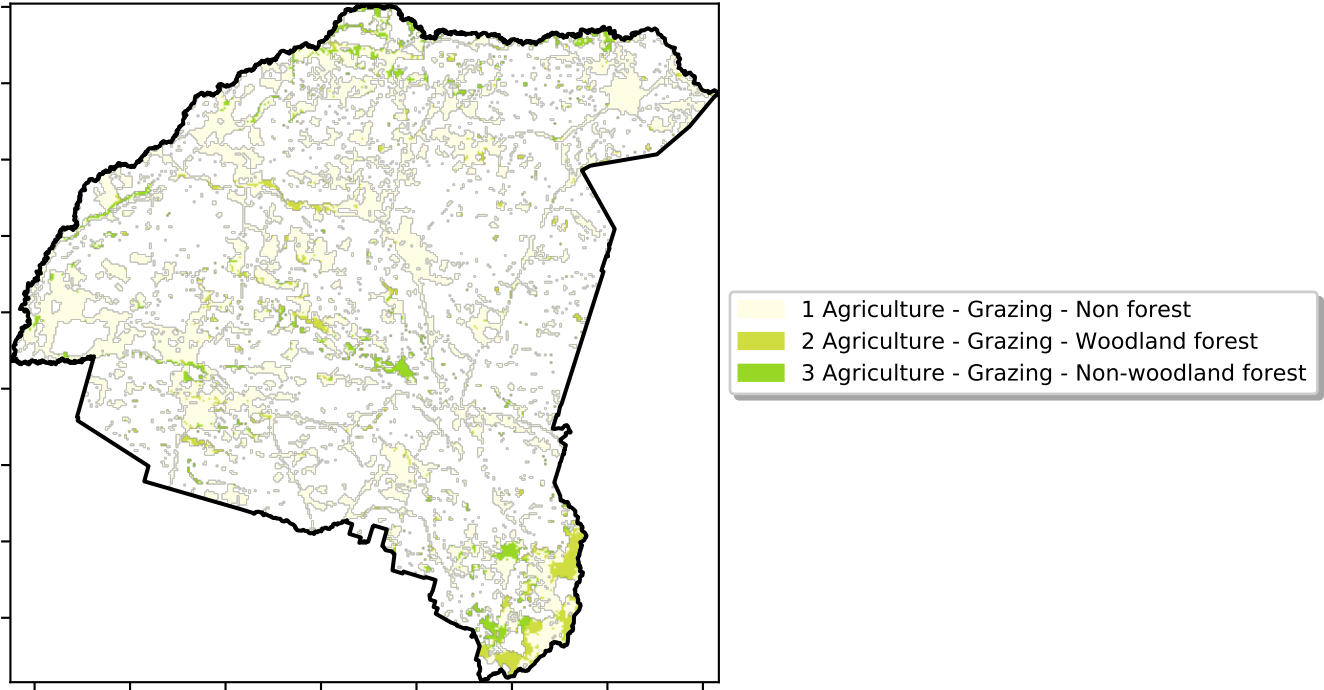 1 Agriculture - Grazing - Non forest
2 Agriculture - Grazing - Woodland forest
3 Agriculture - Grazing - Non-woodland forest